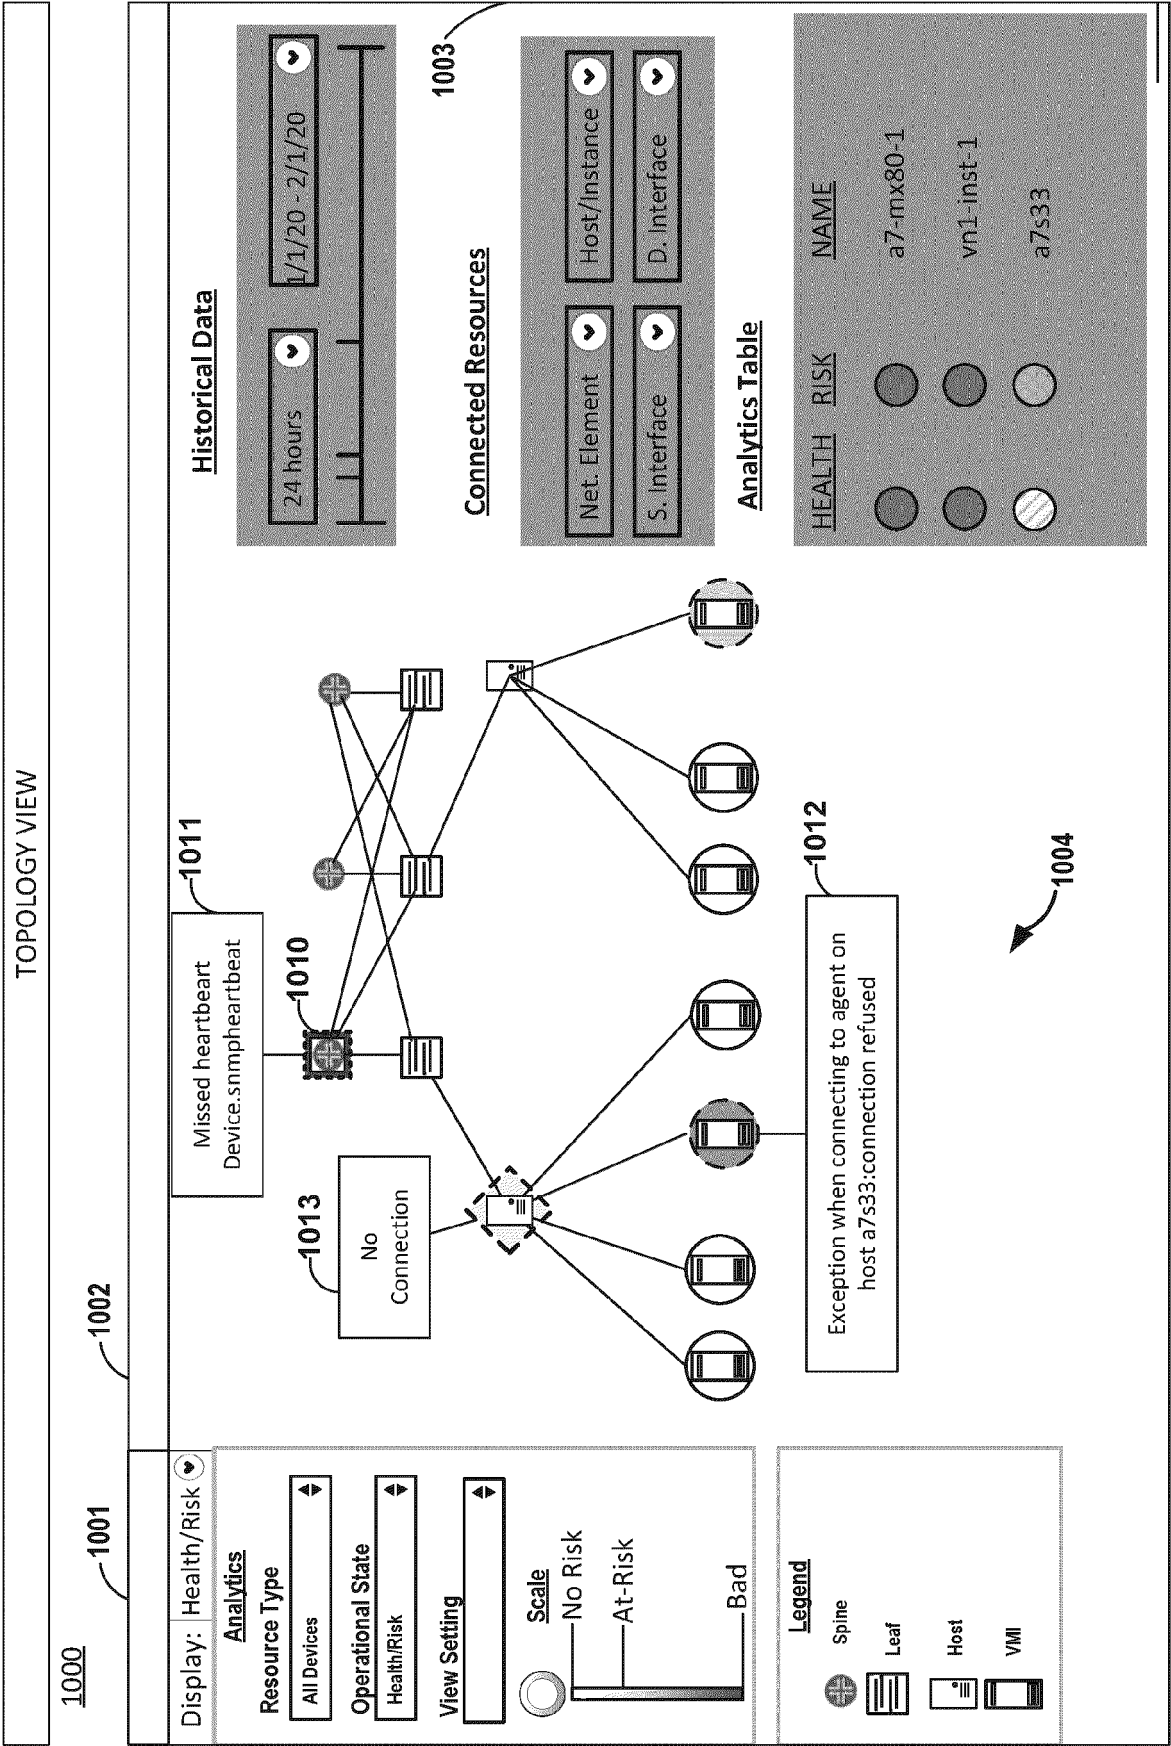 TOPOLOGY VIEW
1000
1001
1002
Display: Health/Risk
Analytics
Resource Type
All Devices
Operational State
Health/Risk
View Setting
Scale
No Risk
At-Risk
Bad
Legend
Spine
Leaf
Host
VMI
1013
No
Connection
Missed heartbeart
Device.snmpheartbeat
1011
1010
Exception when connecting to agent on
host a7s33:connection refused
1012
1004
Historical Data
24 hours
1/1/20 - 2/1/20
1003
Connected Resources
Net. Element
Host/Instance
S. Interface
D. Interface
Analytics Table
HEALTH RISK NAME
a7-mx80-1
vn1-inst-1
a7s33